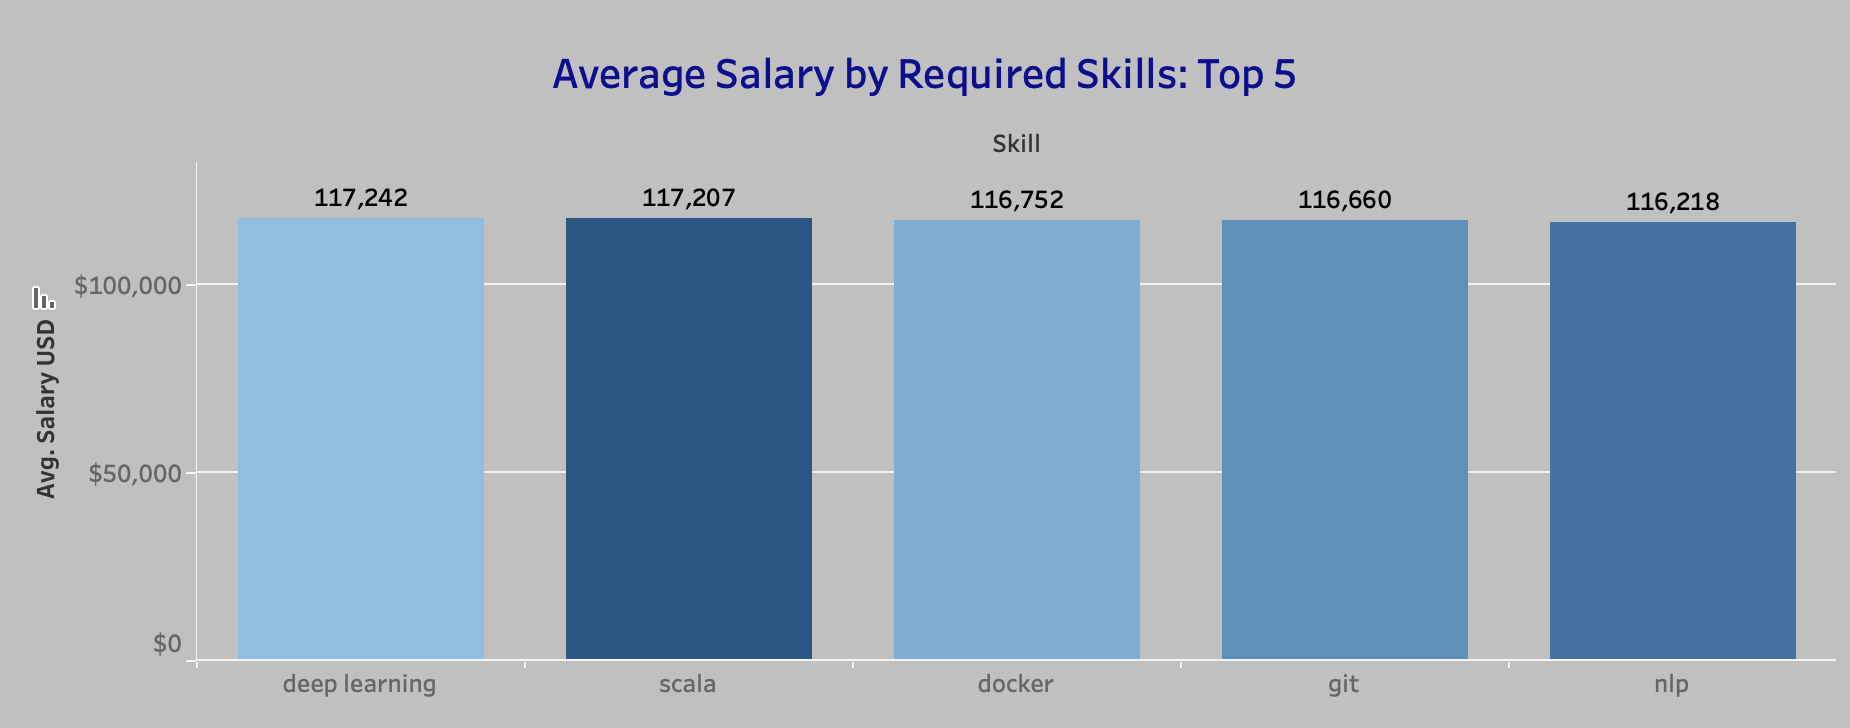 Average Salary by Required Skills: Top 5
Skill
117,242
117,207
116,752
116,660
116,218
$100,000
$50,000
$0
Avg. Salary USD
deep learning
scala
docker
git
nlp